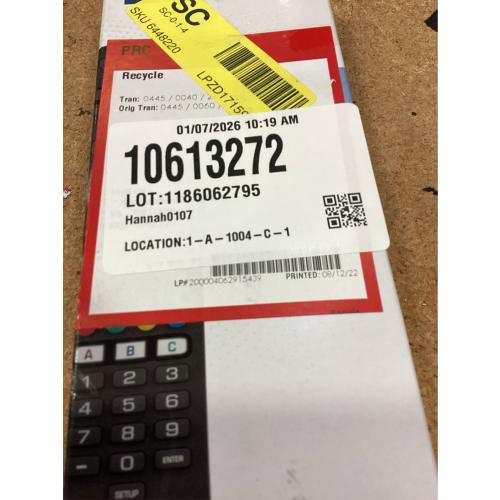 SC
SC-0-1-4
SKU 6448220
PRC
Recycle
Tran: 0445 / 0040 /
Orig Tran: 0445 / 0060 /
01/07/2026 10:19 AM
10613272
LOT:1186062795
Hannah0107
LOCATION:1-A-1004-C-1
LP# 200004062915439
PRINTED: 08/12/22
A B C
1 2 3
4 5 6
7 8 9
- 0 ENTER
SETUP